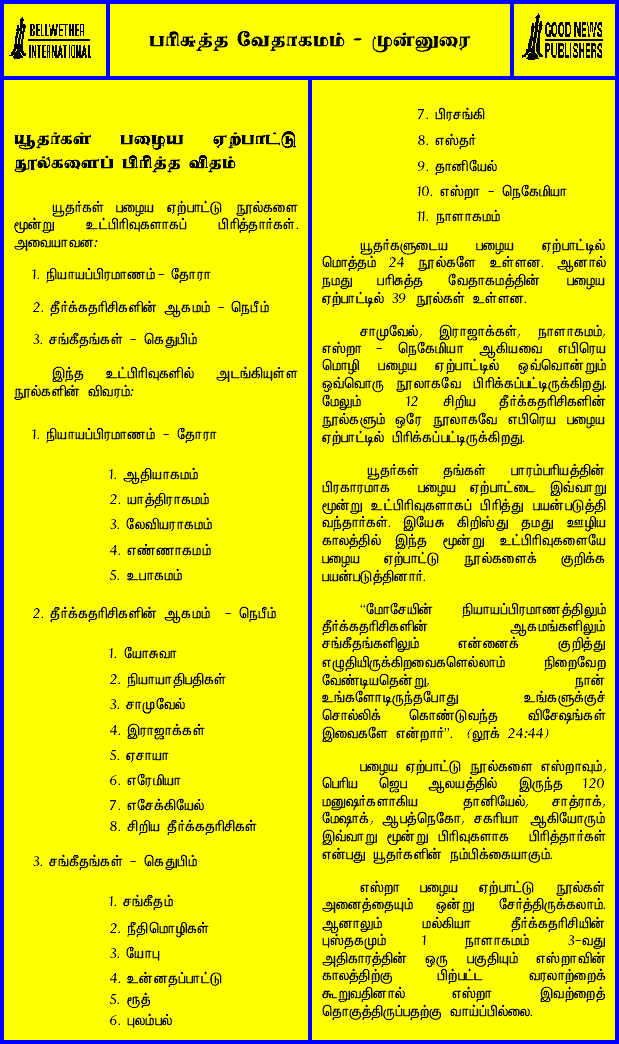 BELLWETHER
INTERNATIONAL
பரிசுத்த வேதாகமம் - முன்னுரை
GOOD NEWS
PUBLISHERS
யூதர்கள் பழைய ஏற்பாட்டு
நூல்களைப் பிரித்த விதம்
யூதர்கள் பழைய ஏற்பாட்டு நூல்களை
மூன்று உட்பிரிவுகளாகப் பிரித்தார்கள்.
அவையாவன:
1. நியாயப்பிரமாணம் - தோரா
2. தீர்க்கதரிசிகளின் ஆகமம் - நெபீம்
3. சங்கீதங்கள் - கெதுபிம்
இந்த உட்பிரிவுகளில் அடங்கியுள்ள
நூல்களின் விவரம்:
1. நியாயப்பிரமாணம் - தோரா
1. ஆதியாகமம்
2. யாத்திராகமம்
3. லேவியராகமம்
4. எண்ணாகமம்
5. உபாகமம்
2. தீர்க்கதரிசிகளின் ஆகமம் - நெபீம்
1. யோசுவா
2. நியாயாதிபதிகள்
3. சாமுவேல்
4. இராஜாக்கள்
5. ஏசாயா
6. எரேமியா
7. எசேக்கியேல்
8. சிறிய தீர்க்கதரிசிகள்
3. சங்கீதங்கள் - கெதுபிம்
1. சங்கீதம்
2. நீதிமொழிகள்
3. யோபு
4. உன்னதப்பாட்டு
5. ரூத்
6. புலம்பல்
7. பிரசங்கி
8. எஸ்தர்
9. தானியேல்
10. எஸ்றா - நெகேமியா
11. நாளாகமம்
யூதர்களுடைய பழைய ஏற்பாட்டில்
மொத்தம் 24 நூல்களே உள்ளன. ஆனால்
நமது பரிசுத்த வேதாகமத்தின் பழைய
ஏற்பாட்டில் 39 நூல்கள் உள்ளன.
சாமுவேல், இராஜாக்கள், நாளாகமம்,
எஸ்றா - நெகேமியா ஆகியவை எபிரெய
மொழி பழைய ஏற்பாட்டில் ஒவ்வொன்றும்
ஒவ்வொரு நூலாகவே பிரிக்கப்பட்டிருக்கிறது.
மேலும் 12 சிறிய தீர்க்கதரிசிகளின்
நூல்களும் ஒரே நூலாகவே எபிரெய பழைய
ஏற்பாட்டில் பிரிக்கப்பட்டிருக்கிறது.
யூதர்கள் தங்கள் பாரம்பரியத்தின்
பிரகாரமாக பழைய ஏற்பாட்டை இவ்வாறு
மூன்று உட்பிரிவுகளாகப் பிரித்து பயன்படுத்தி
வந்தார்கள். இயேசு கிறிஸ்து தமது ஊழிய
காலத்தில் இந்த மூன்று உட்பிரிவுகளையே
பழைய ஏற்பாட்டு நூல்களைக் குறிக்க
பயன்படுத்தினார்.
“மோசேயின் நியாயப்பிரமாணத்திலும்
தீர்க்கதரிசிகளின் ஆகமங்களிலும்
சங்கீதங்களிலும் என்னைக் குறித்து
எழுதியிருக்கிறவைகளெல்லாம் நிறைவேற
வேண்டியதென்று, நான்
உங்களோடிருந்தபோது உங்களுக்குச்
சொல்லிக் கொண்டுவந்த விசேஷங்கள்
இவைகளே என்றார்”. (லூக் 24:44)
பழைய ஏற்பாட்டு நூல்களை எஸ்றாவும்,
பெரிய ஜெப ஆலயத்தில் இருந்த 120
மனுஷர்களாகிய தானியேல், சாத்ராக்,
மேஷாக், ஆபத்நெகோ, சகரியா ஆகியோரும்
இவ்வாறு மூன்று பிரிவுகளாக பிரித்தார்கள்
என்பது யூதர்களின் நம்பிக்கையாகும்.
எஸ்றா பழைய ஏற்பாட்டு நூல்கள்
அனைத்தையும் ஒன்று சேர்த்திருக்கலாம்.
ஆனாலும் மல்கியா தீர்க்கதரிசியின்
புஸ்தகமும் 1 நாளாகமம் 3-வது
அதிகாரத்தின் ஒரு பகுதியும் எஸ்றாவின்
காலத்திற்கு பிற்பட்ட வரலாற்றைக்
கூறுவதினால் எஸ்றா இவற்றைத்
தொகுத்திருப்பதற்கு வாய்ப்பில்லை.